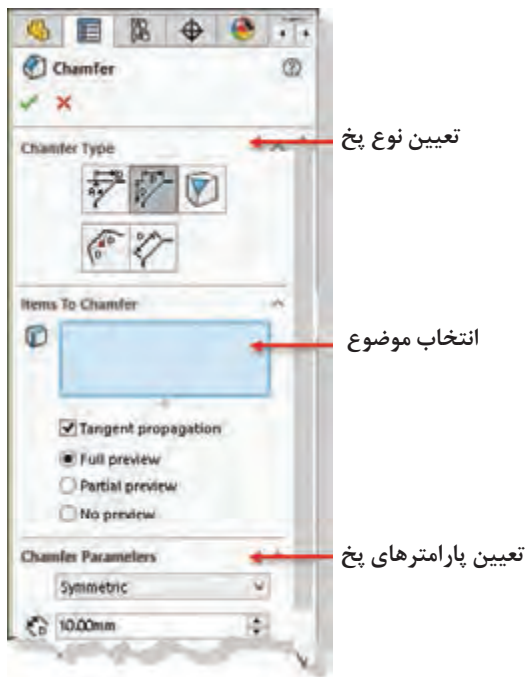 Chamfer
Chamfer Type
تعیین نوع پخ
Items To Chamfer
انتخاب موضوع
Tangent propagation
Full preview
Partial preview
No preview
Chamfer Parameters
تعیین پارامترهای پخ
Symmetric
10.00mm